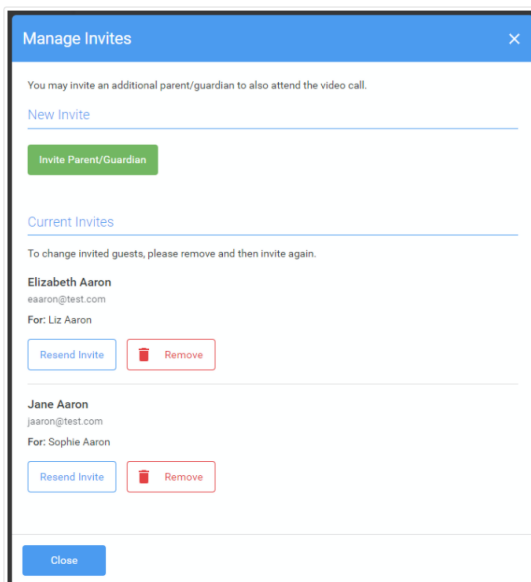 Manage Invites
You may invite an additional parent/guardian to also attend the video call.
New Invite
Invite Parent/Guardian
Current Invites
To change invited guests, please remove and then invite again.
Elizabeth Aaron
eaaron@test.com
For: Liz Aaron
Resend Invite
Remove
Jane Aaron
jaaron@test.com
For: Sophie Aaron
Resend Invite
Remove
Close